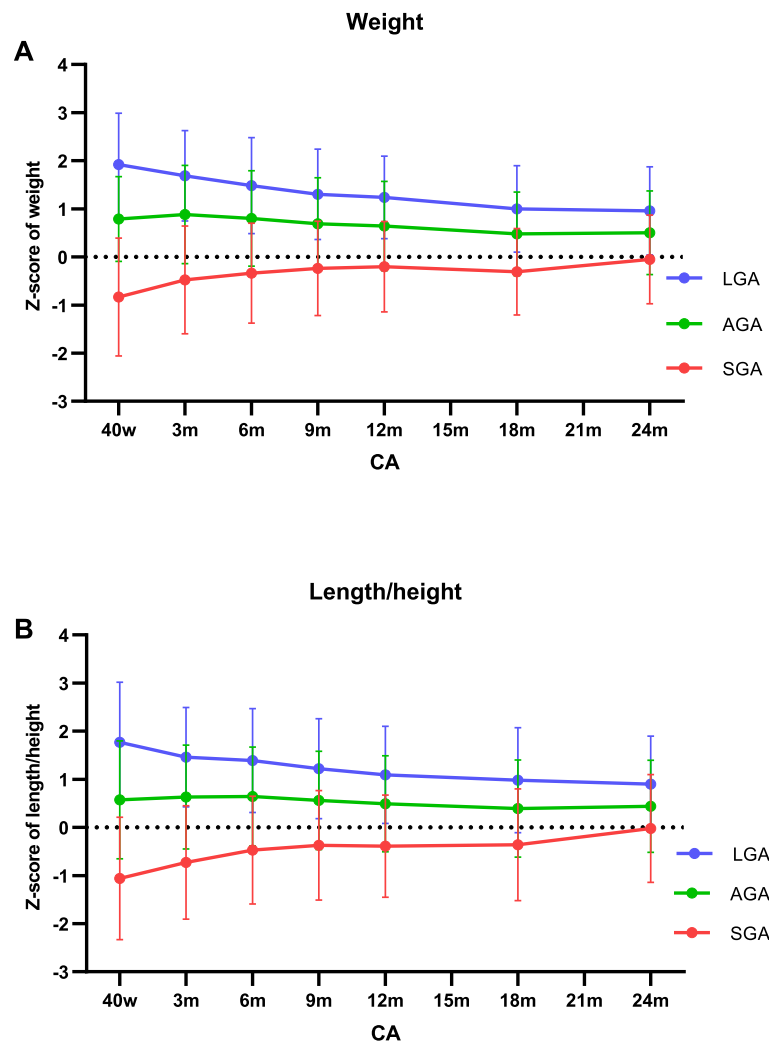 Weight
A
4
3
2
1
0
-1
-2
-3
Z-score of weight
40w 3m 6m 9m 12m 15m 18m 21m 24m
CA
LGA
AGA
SGA
Length/height
B
4
3
2
1
0
-1
-2
-3
Z-score of length/height
40w 3m 6m 9m 12m 15m 18m 21m 24m
CA
LGA
AGA
SGA